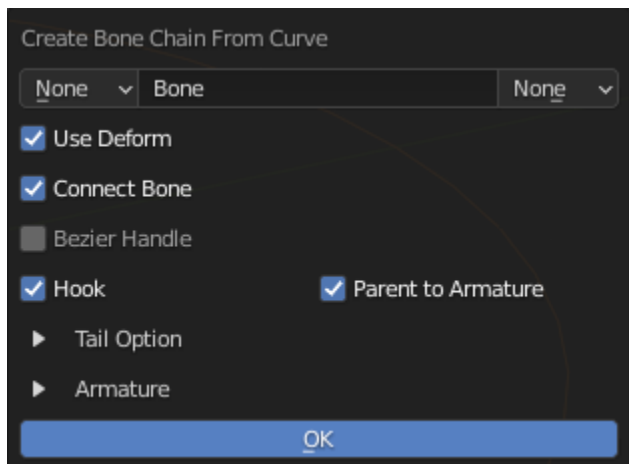 Create Bone Chain From Curve
None Bone None
Use Deform
Connect Bone
Bezier Handle
Hook Parent to Armature
Tail Option
Armature
OK